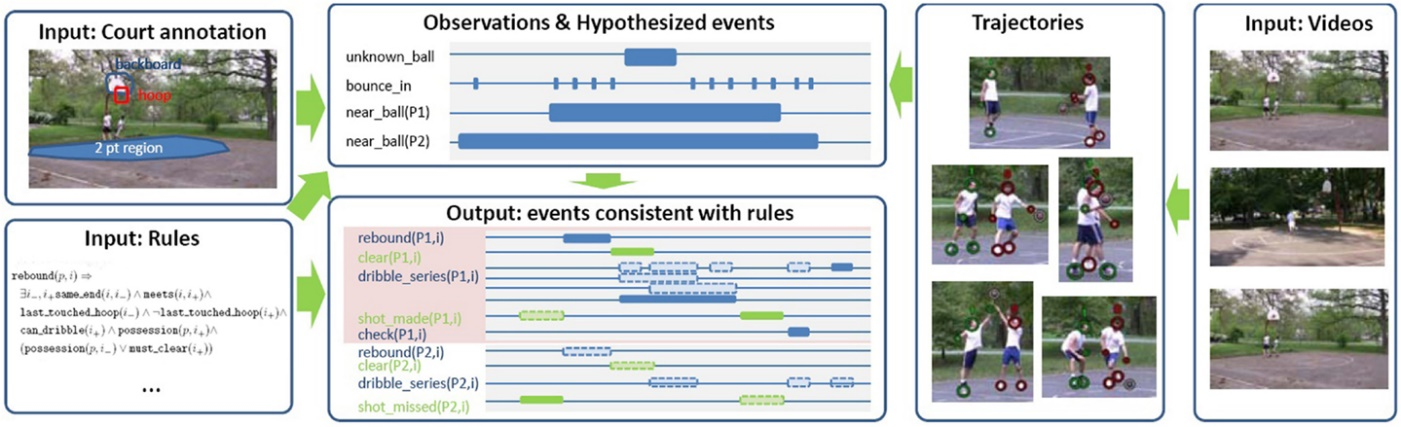 Input: Court annotation
backboard
hoop
2 pt region
Input: Rules
rebound(p, i) ⇒
∃i₋, i₊same_end(i, i₋) ∧ meets(i, i₊)∧
last_touched_hoop(i₋) ∧ ¬last_touched_hoop(i₊)∧
can_dribble(i₊) ∧ possession(p, i₊)∧
(possession(p, i₋) ∨ must_clear(i₊))
...
Observations & Hypothesized events
unknown_ball
bounce_in
near_ball(P1)
near_ball(P2)
Output: events consistent with rules
rebound(P1,i)
clear(P1,i)
dribble_series(P1,i)
shot_made(P1,i)
check(P1,i)
rebound(P2,i)
clear(P2,i)
dribble_series(P2,i)
shot_missed(P2,i)
Trajectories
Input: Videos